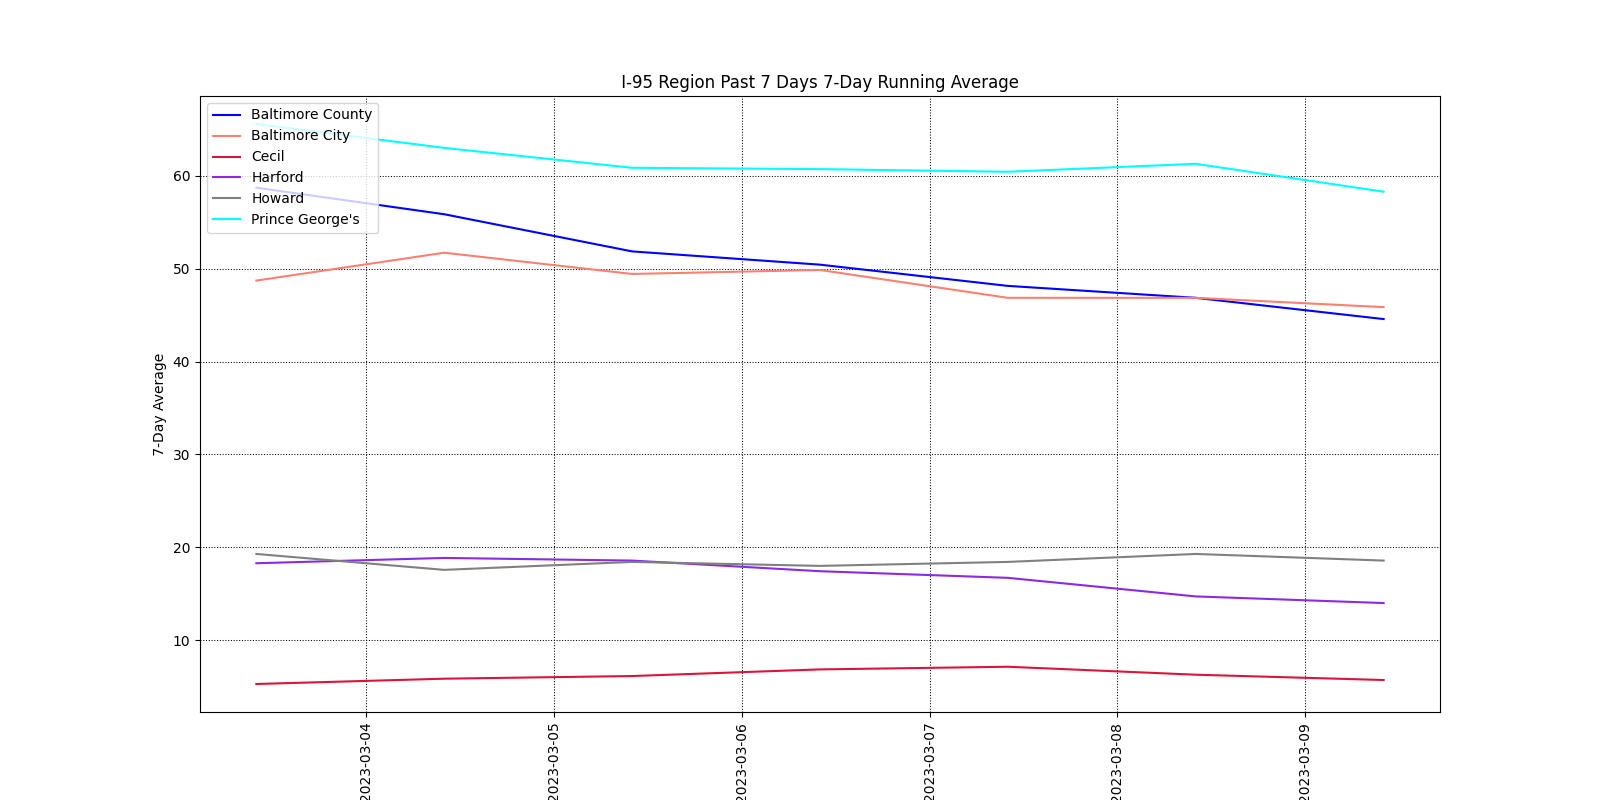 I-95 Region Past 7 Days 7-Day Running Average
Baltimore County
Baltimore City
Cecil
Harford
Howard
Prince George's
7-Day Average
60
50
40
30
20
10
2023-03-04
2023-03-05
2023-03-06
2023-03-07
2023-03-08
2023-03-09